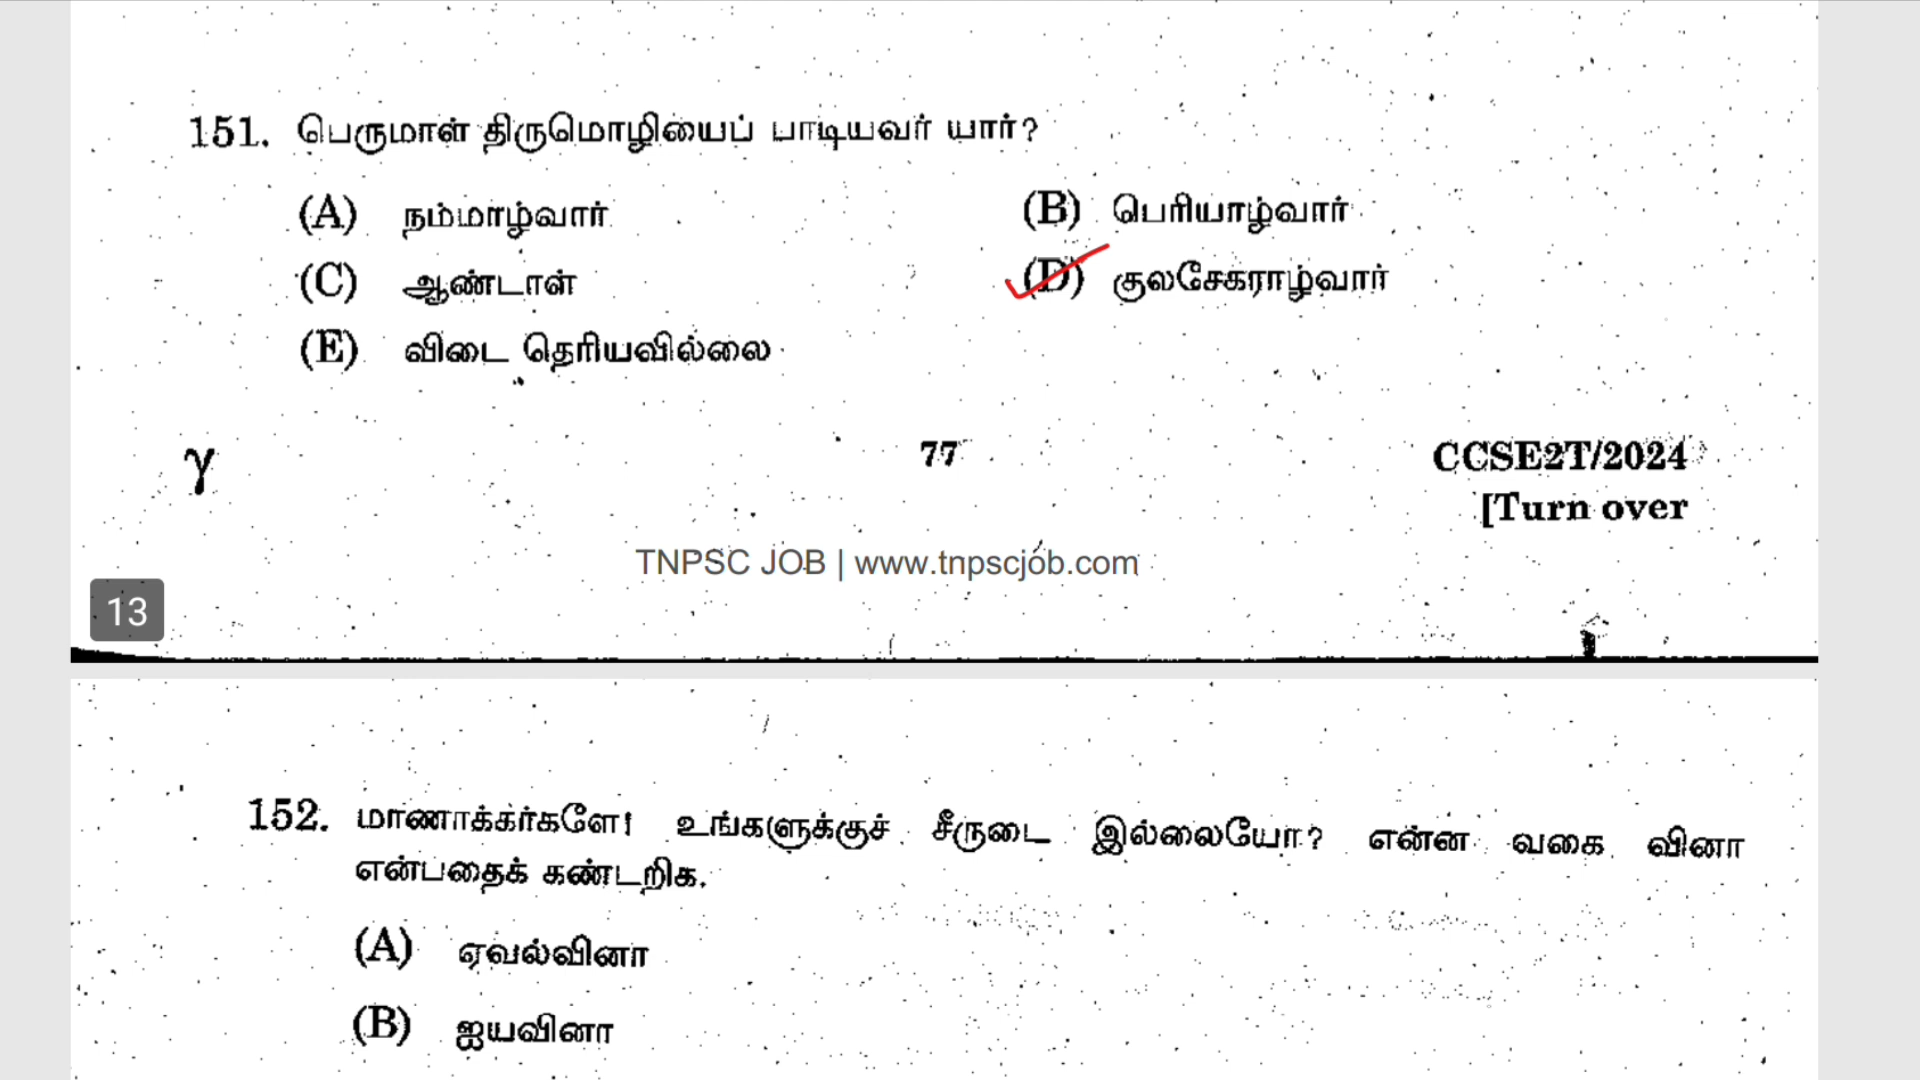 151. பெருமாள் திருமொழியைப் பாடியவர் யார்?
(A) நம்மாழ்வார் (B) பெரியாழ்வார்
(C) ஆண்டாள் (D) குலசேகராழ்வார்
(E) விடை தெரியவில்லை
γ 77 CCSE2T/2024
[Turn over
TNPSC JOB | www.tnpscjob.com
13
152. மாணாக்கர்களே! உங்களுக்குச் சீருடை இல்லையோ? என்ன வகை வினா
என்பதைக் கண்டறிக.
(A) ஏவல்வினா
(B) ஐயவினா